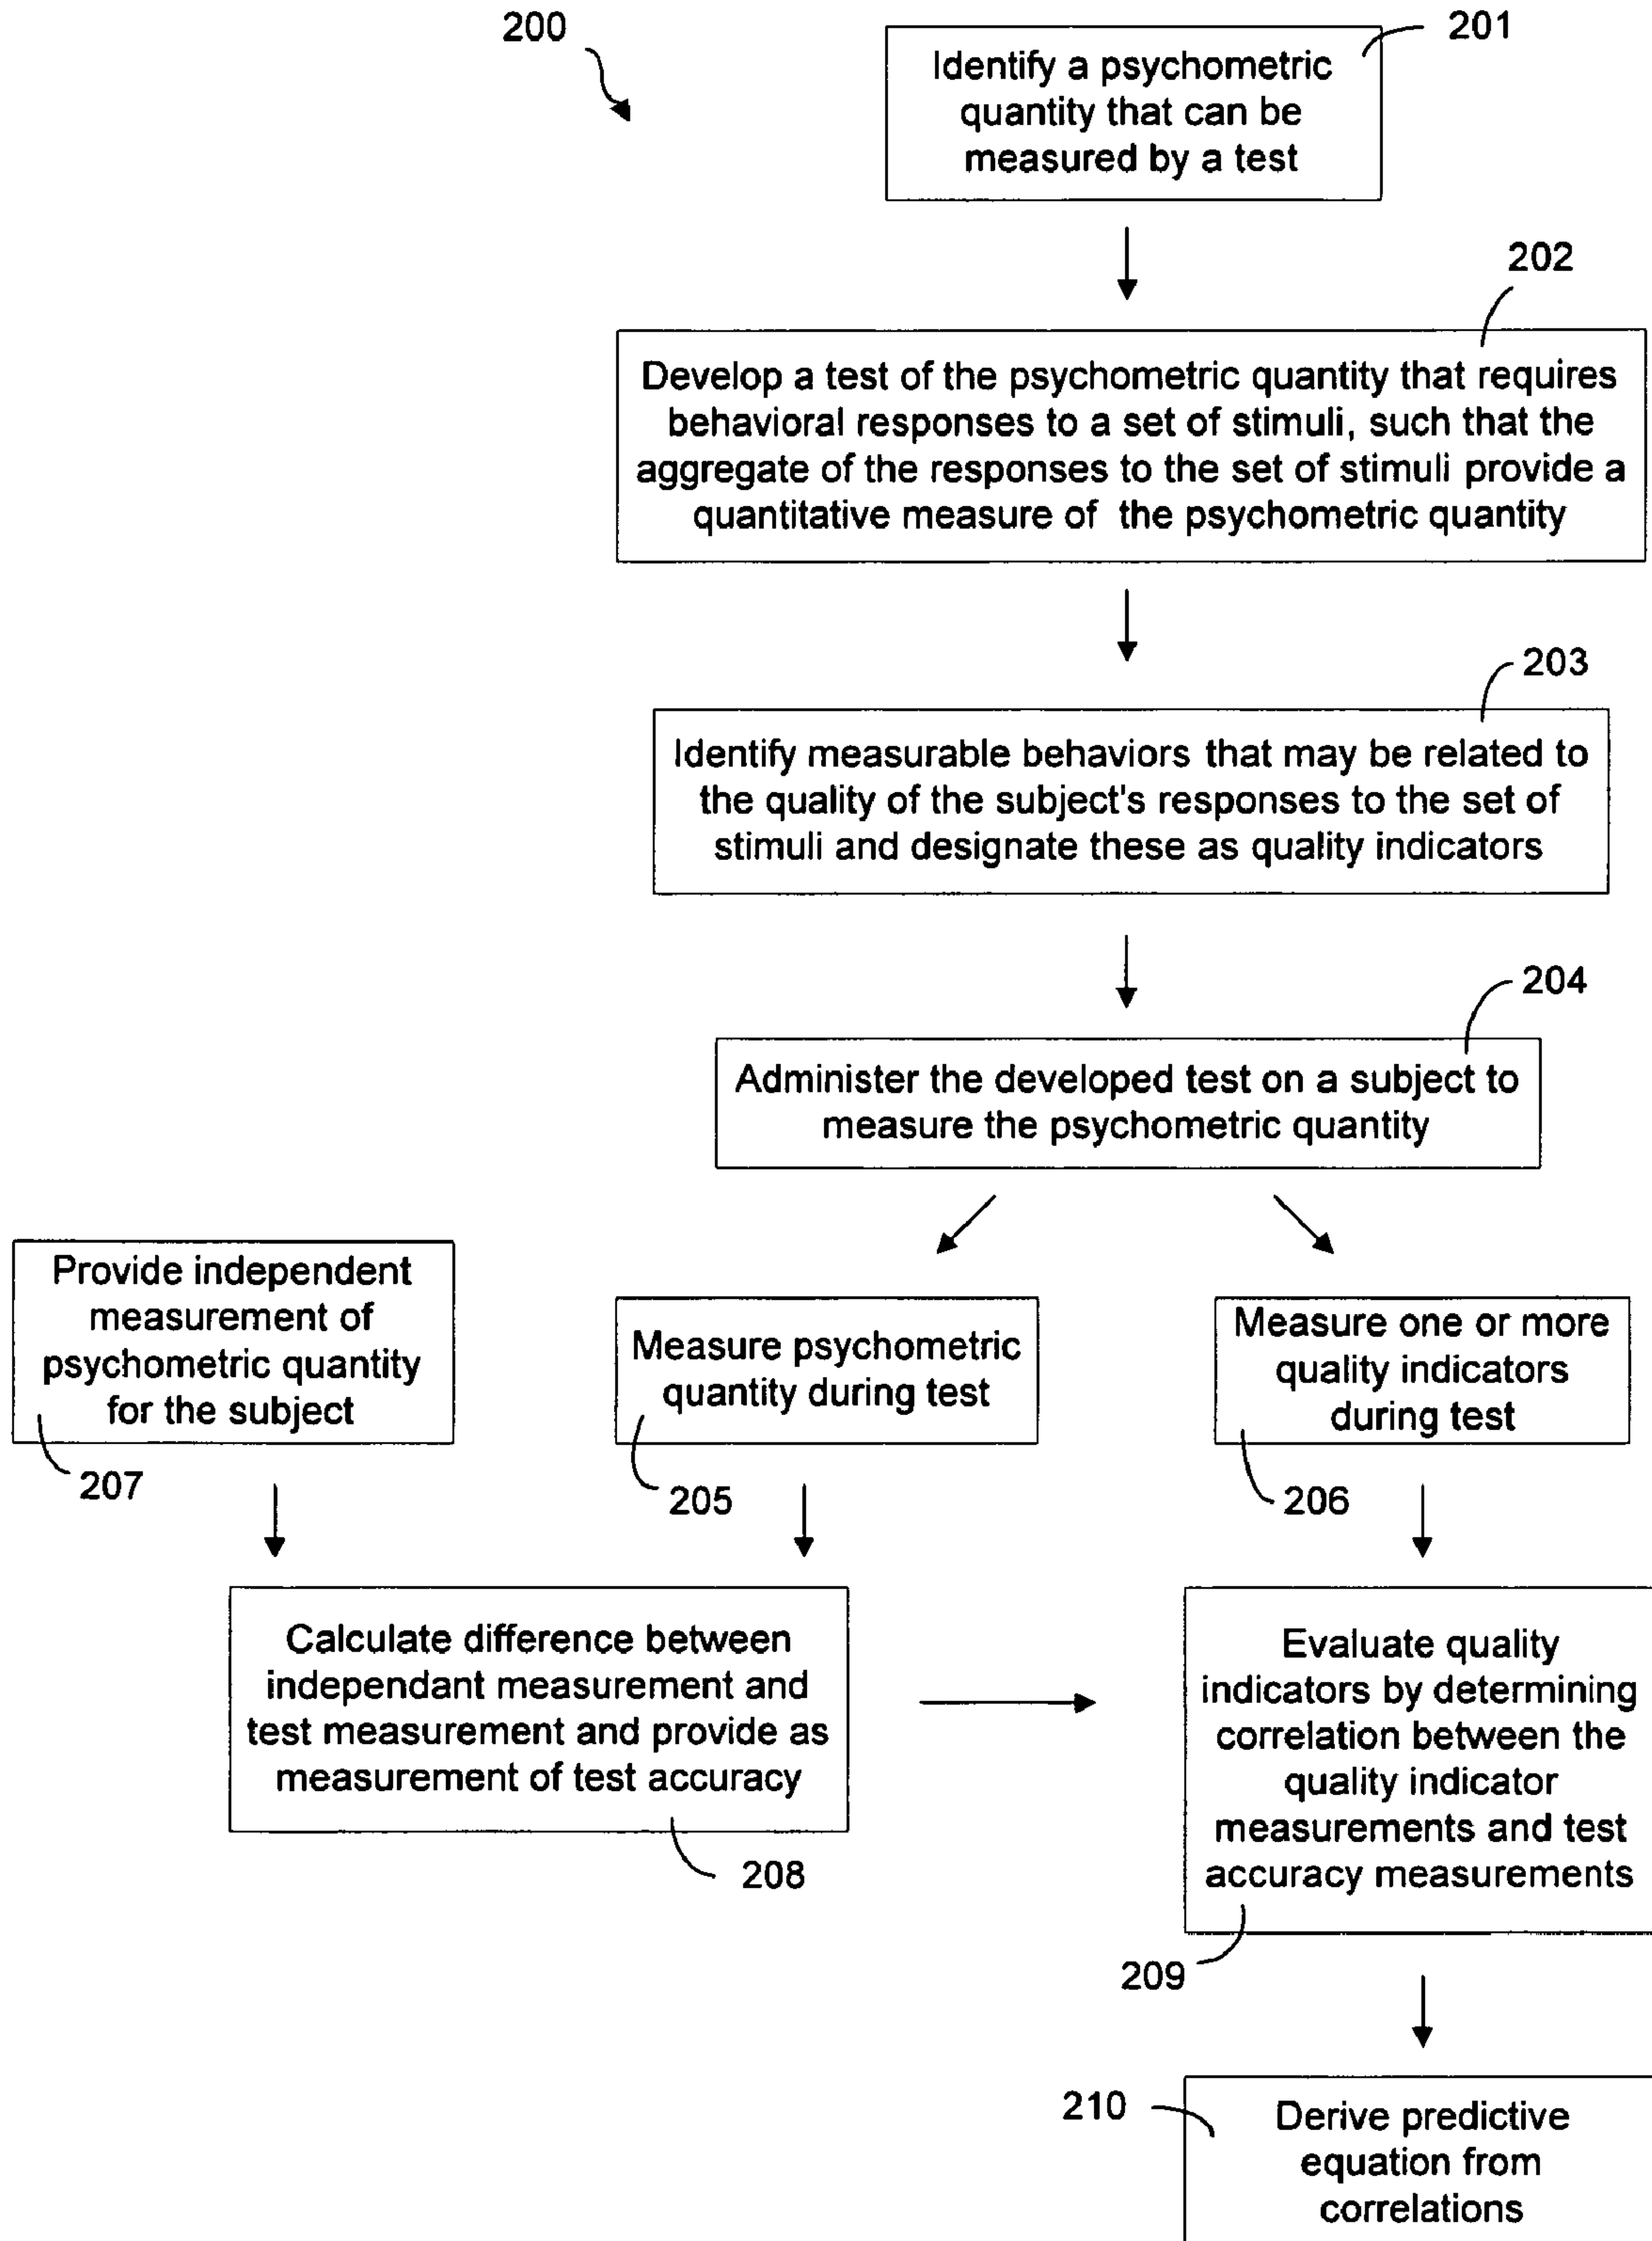 200
201
Identify a psychometric
quantity that can be
measured by a test
202
Develop a test of the psychometric quantity that requires
behavioral responses to a set of stimuli, such that the
aggregate of the responses to the set of stimuli provide a
quantitative measure of the psychometric quantity
203
Identify measurable behaviors that may be related to
the quality of the subject's responses to the set of
stimuli and designate these as quality indicators
204
Administer the developed test on a subject to
measure the psychometric quantity
Provide independent
measurement of
psychometric quantity
for the subject
207
Measure psychometric
quantity during test
205
Measure one or more
quality indicators
during test
206
Calculate difference between
independant measurement and
test measurement and provide as
measurement of test accuracy
208
Evaluate quality
indicators by determining
correlation between the
quality indicator
measurements and test
accuracy measurements
209
210
Derive predictive
equation from
correlations